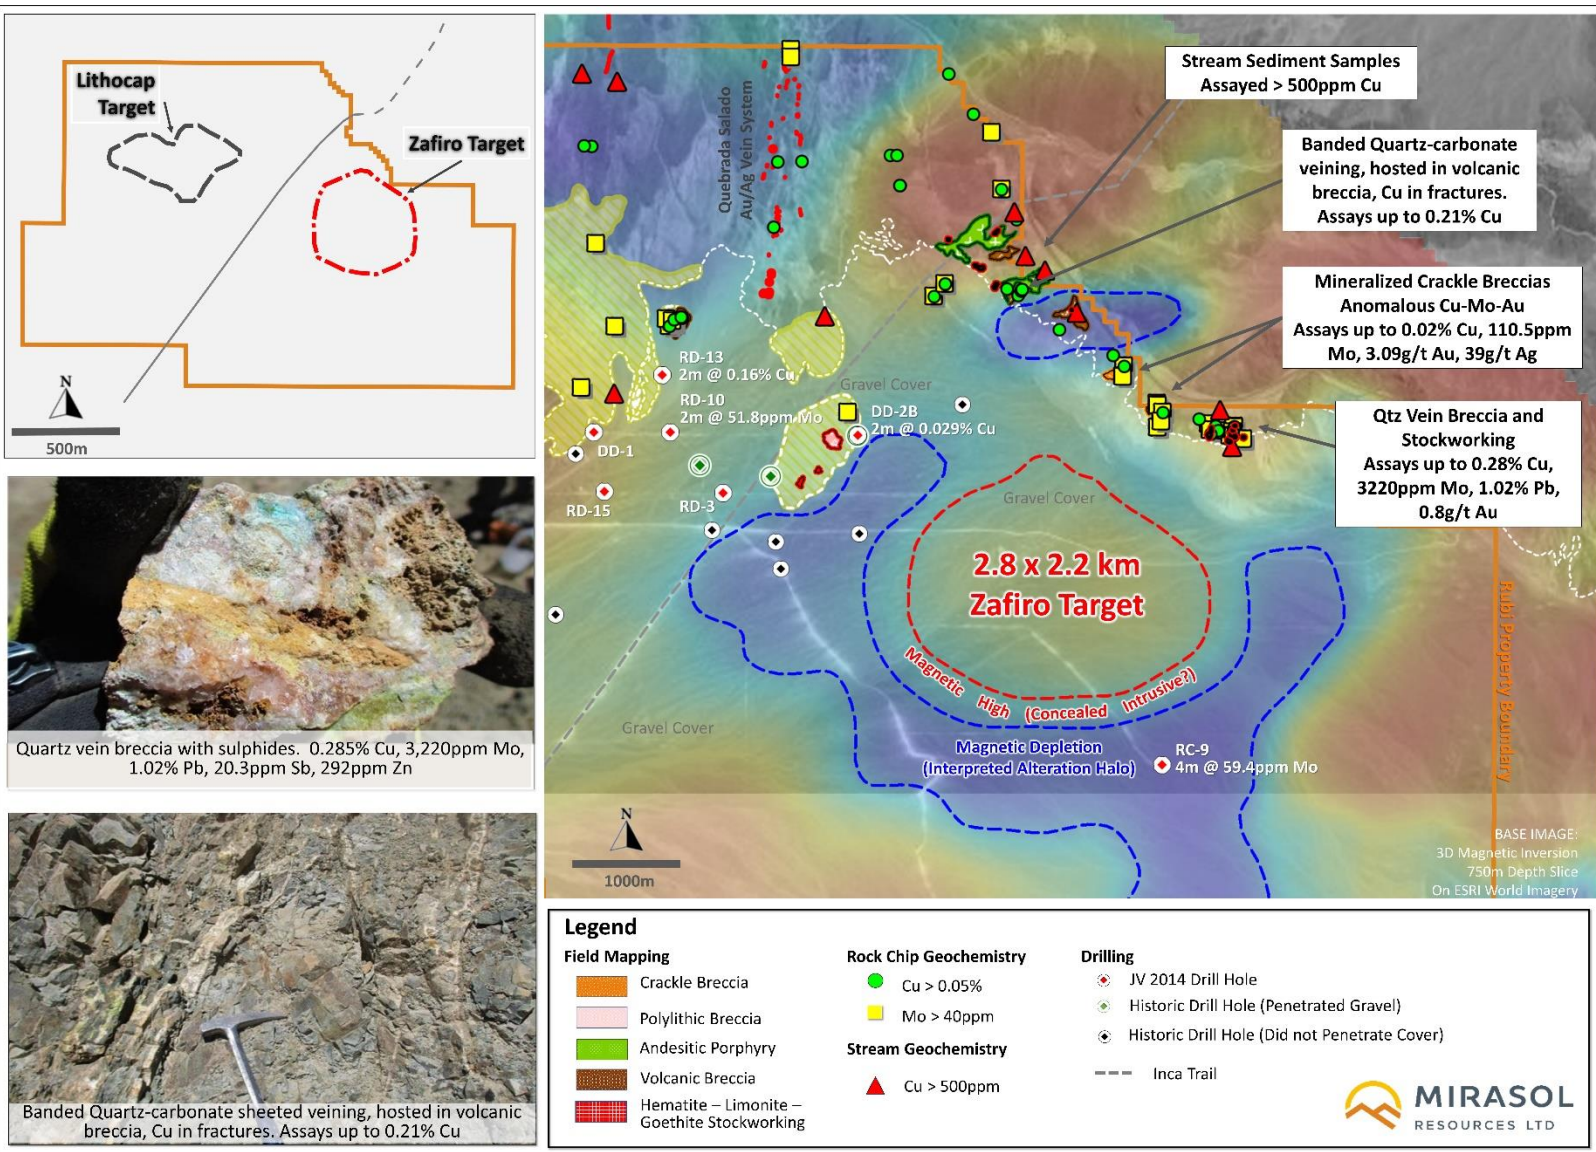 Lithocap
Target
Zafiro Target
N
500m
Quartz vein breccia with sulphides.  0.285% Cu, 3,220ppm Mo,
1.02% Pb, 20.3ppm Sb, 292ppm Zn
Banded Quartz-carbonate sheeted veining, hosted in volcanic
breccia, Cu in fractures. Assays up to 0.21% Cu
Quebrada Salado
Au/Ag Vein System
Stream Sediment Samples
Assayed > 500ppm Cu
Banded Quartz-carbonate
veining, hosted in volcanic
breccia, Cu in fractures.
Assays up to 0.21% Cu
Mineralized Crackle Breccias
Anomalous Cu-Mo-Au
Assays up to 0.02% Cu, 110.5ppm
Mo, 3.09g/t Au, 39g/t Ag
Qtz Vein Breccia and
Stockworking
Assays up to 0.28% Cu,
3220ppm Mo, 1.02% Pb,
0.8g/t Au
RD-13
2m @ 0.16% Cu
Gravel Cover
RD-10
2m @ 51.8ppm Mo
DD-2B
2m @ 0.029% Cu
DD-1
RD-15
RD-3
Gravel Cover
2.8 x 2.2 km
Zafiro Target
Magnetic High (Concealed Intrusive?)
Magnetic Depletion
(Interpreted Alteration Halo)
Gravel Cover
RC-9
4m @ 59.4ppm Mo
Rubi Property Boundary
N
1000m
BASE IMAGE:
3D Magnetic Inversion
750m Depth Slice
On ESRI World Imagery
Legend
Field Mapping
Crackle Breccia
Polylithic Breccia
Andesitic Porphyry
Volcanic Breccia
Hematite – Limonite –
Goethite Stockworking
Rock Chip Geochemistry
Cu > 0.05%
Mo > 40ppm
Stream Geochemistry
Cu > 500ppm
Drilling
JV 2014 Drill Hole
Historic Drill Hole (Penetrated Gravel)
Historic Drill Hole (Did not Penetrate Cover)
Inca Trail
MIRASOL
RESOURCES LTD